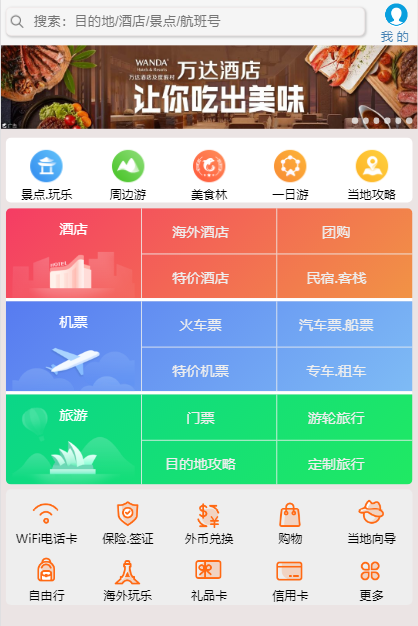 搜索：目的地/酒店/景点/航班号
我 的
WANDA
Hotels & Resorts
万达酒店及度假村
万达酒店
让你吃出美味
广告
景点.玩乐
周边游
美食林
一日游
当地攻略
酒店
海外酒店
团购
HOTEL
特价酒店
民宿.客栈
机票
火车票
汽车票.船票
特价机票
专车.租车
旅游
门票
游轮旅行
目的地攻略
定制旅行
WiFi电话卡
保险.签证
外币兑换
购物
当地向导
自由行
海外玩乐
礼品卡
信用卡
更多